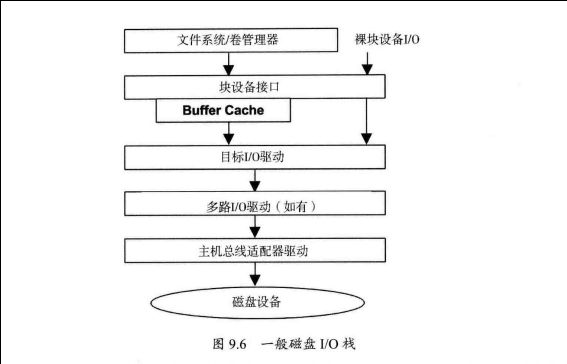 文件系统/卷管理器
裸块设备I/O
块设备接口
Buffer Cache
目标I/O驱动
多路I/O驱动（如有）
主机总线适配器驱动
磁盘设备
图 9.6 一般磁盘 I/O 栈